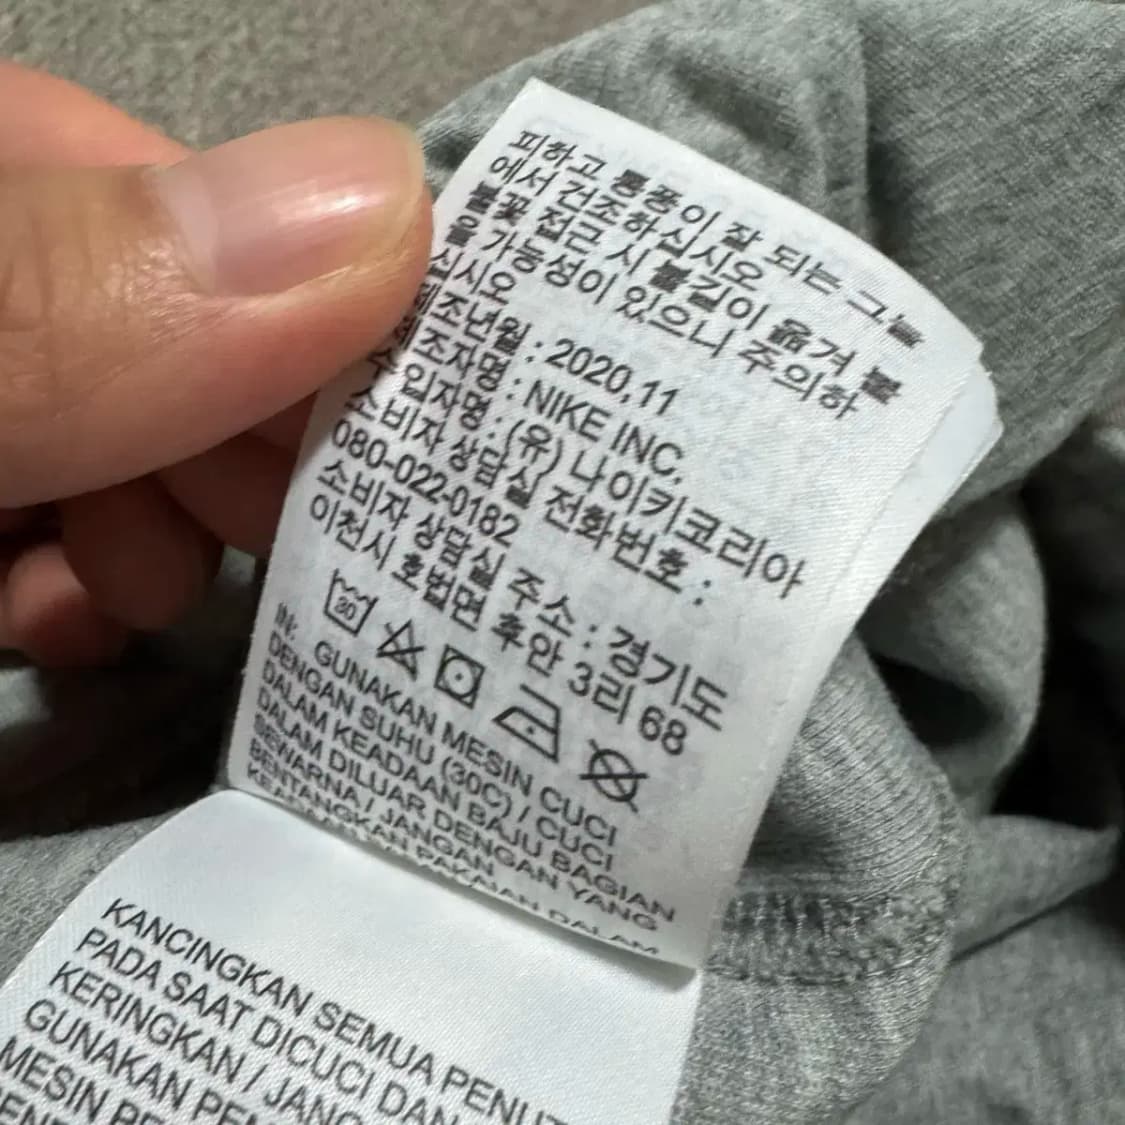 피하고 통풍이 잘 되는 그늘
에서 건조하십시오
불꽃 접근 시 불길이 옮겨 붙
을 가능성이 있으니 주의하
십시오
제조년월 : 2020.11
제조자명 : NIKE INC.
수입자명 : (유) 나이키코리아
소비자 상담실 전화번호 :
080-022-0182
소비자 상담실 주소 : 경기도
이천시 호법면 후안 3리 68
30
IN: GUNAKAN MESIN CUCI
DENGAN SUHU (30C) / CUCI
DALAM KEADAAN BAJU BAGIAN
DALAM DILUAR DENGAN YANG
SEWARNA / JANGAN
BENTANGKAN PAKAIAN DALAM
KANCINGKAN SEMUA
PADA SAAT DICUCI DAN
KERINGKAN / JANG
GUNAKAN PEM
MESIN